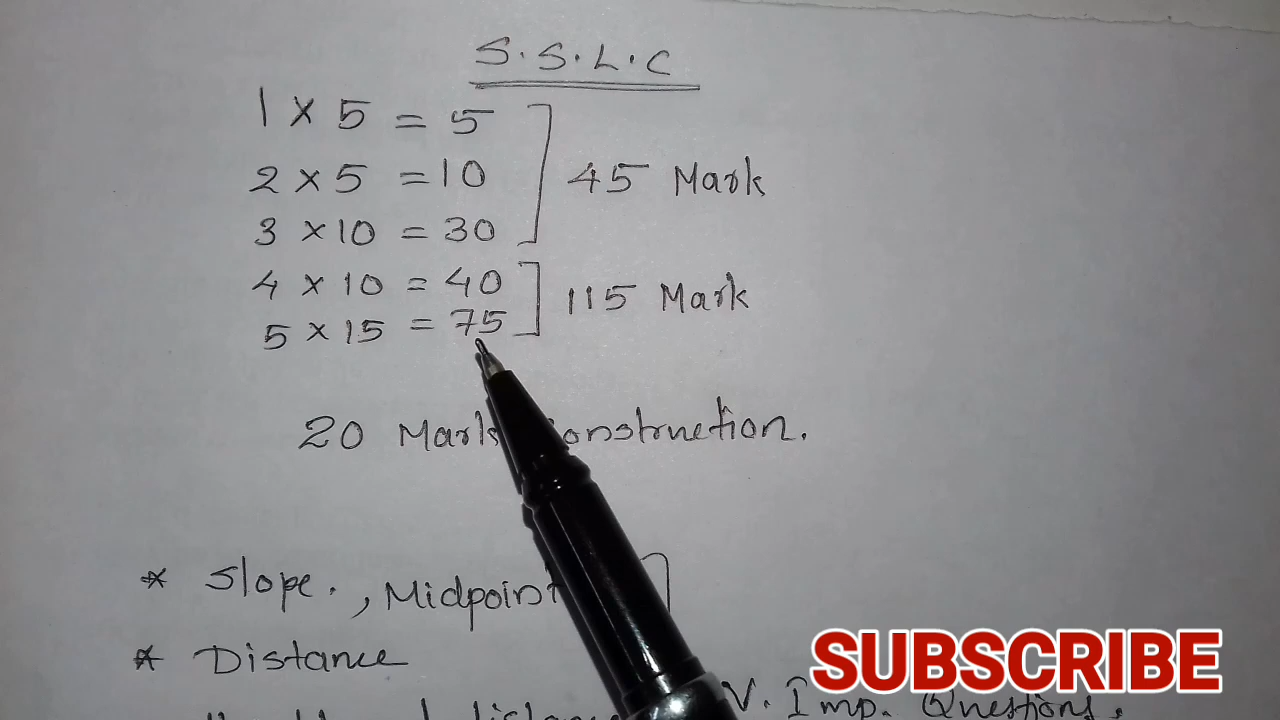 S.S.L.C
1 × 5 = 5
2 × 5 = 10
45 Mark
3 × 10 = 30
4 × 10 = 40
115 Mark
5 × 15 = 75
20 Mark Construction.
* Slope. , Midpoint
* Distance
V. Imp. Questions.
SUBSCRIBE